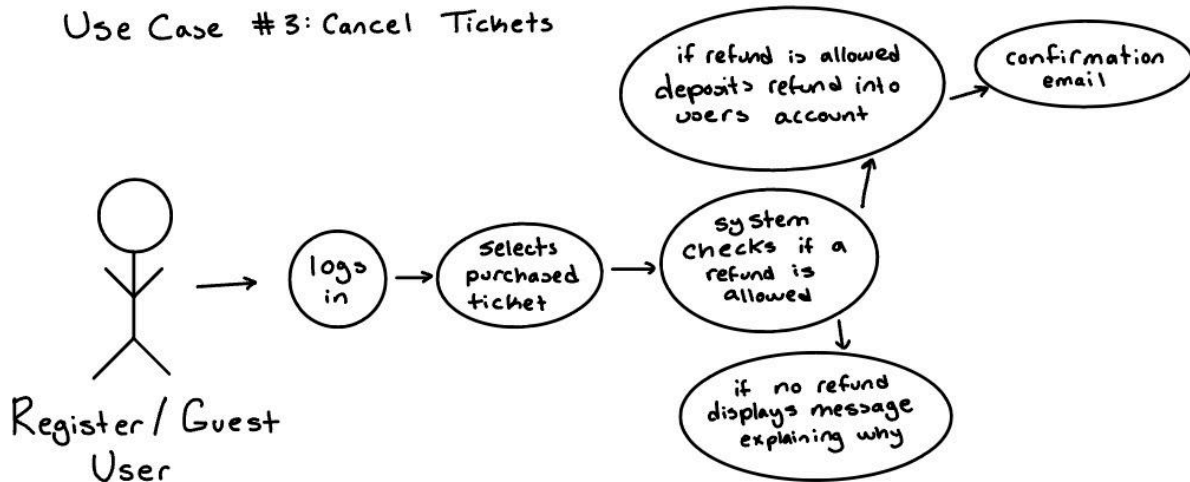 Use Case #3: Cancel Tickets
if refund is allowed
deposits refund into
users account
confirmation
email
Register/Guest
User
logs
in
selects
purchased
ticket
system
checks if a
refund is
allowed
if no refund
displays message
explaining why